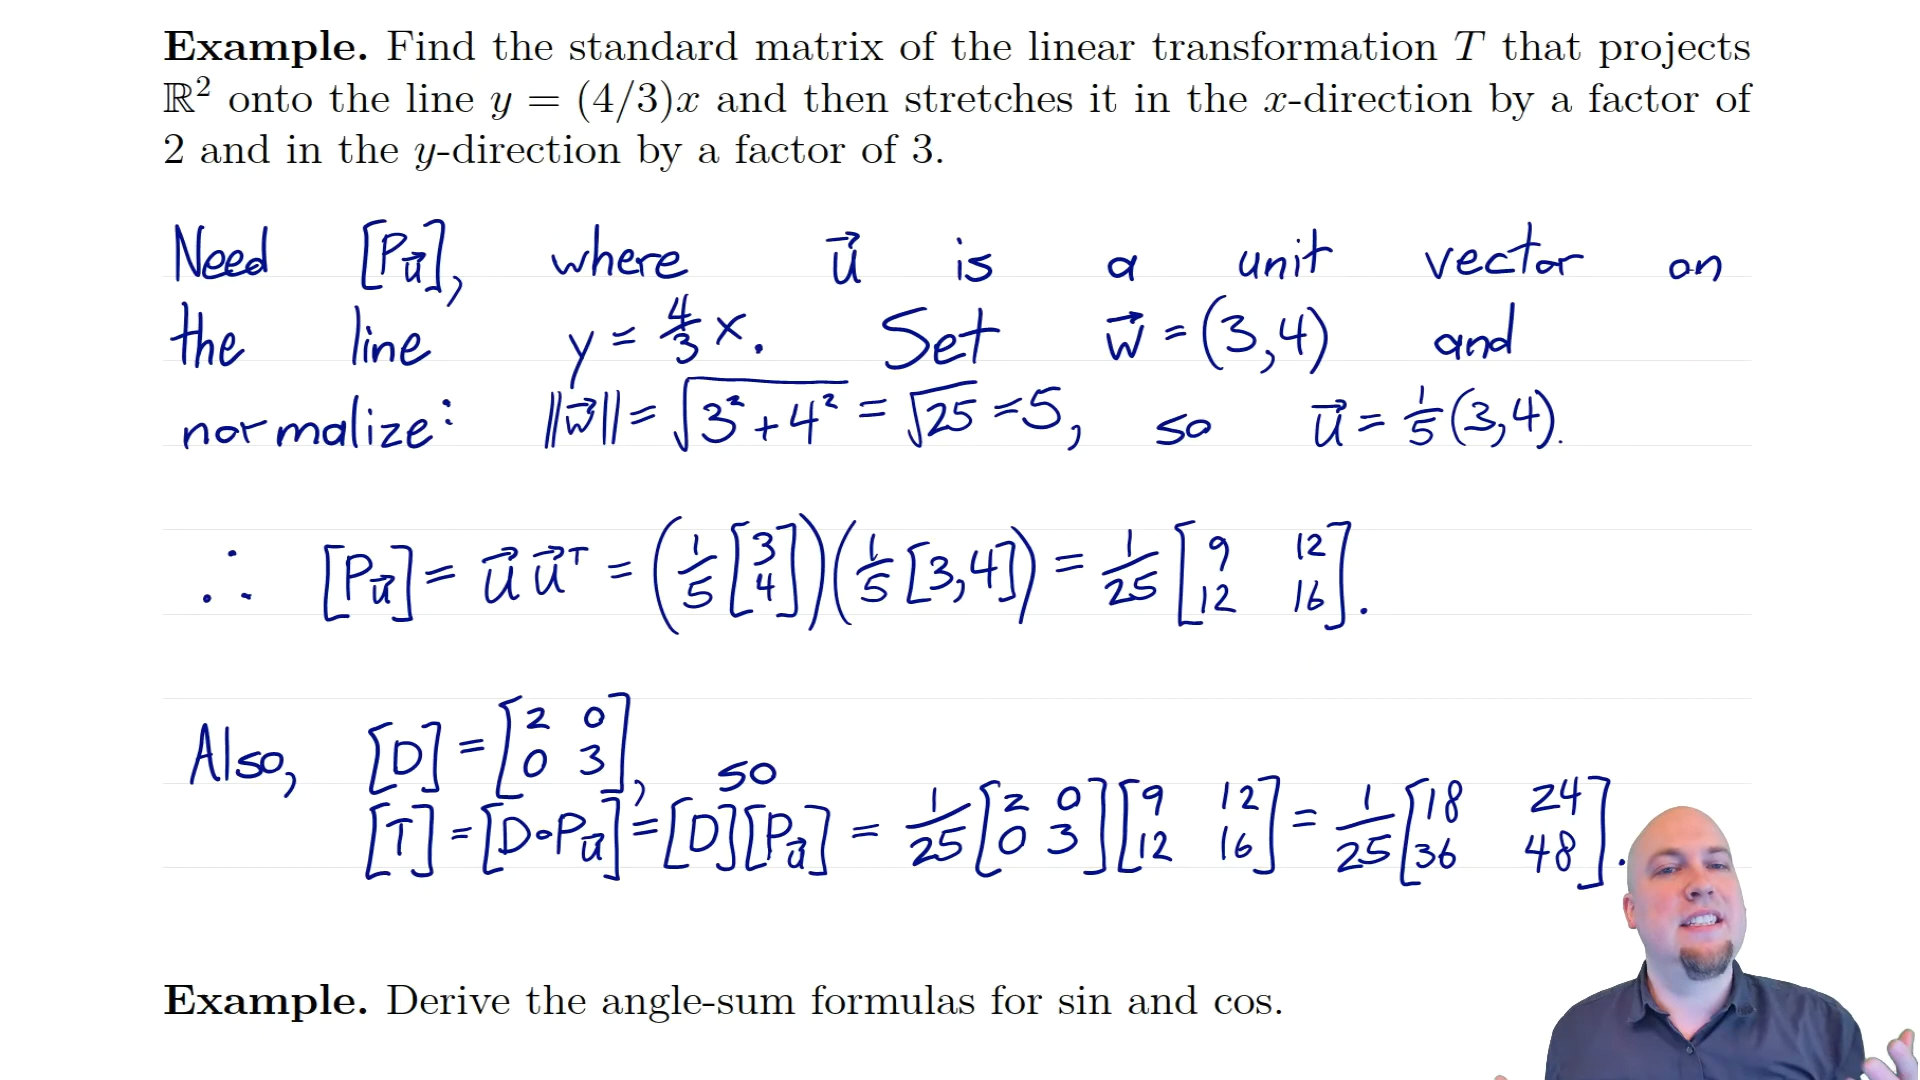 Example. Find the standard matrix of the linear transformation T that projects
ℝ² onto the line y = (4/3)x and then stretches it in the x-direction by a factor of
2 and in the y-direction by a factor of 3.
Need [P_u⃗], where u⃗ is a unit vector on
the line y = 4/3 x. Set w⃗ = (3,4) and
normalize: ‖w⃗‖ = √(3² + 4²) = √25 = 5, so u⃗ = 1/5 (3,4).
∴ [P_u⃗] = u⃗ u⃗ᵀ = (1/5 [3; 4])(1/5 [3,4]) = 1/25 [9 12; 12 16].
Also, [D] = [2 0; 0 3], so
[T] = [D∘P_u⃗] = [D][P_u⃗] = 1/25 [2 0; 0 3][9 12; 12 16] = 1/25 [18 24; 36 48].
Example. Derive the angle-sum formulas for sin and cos.